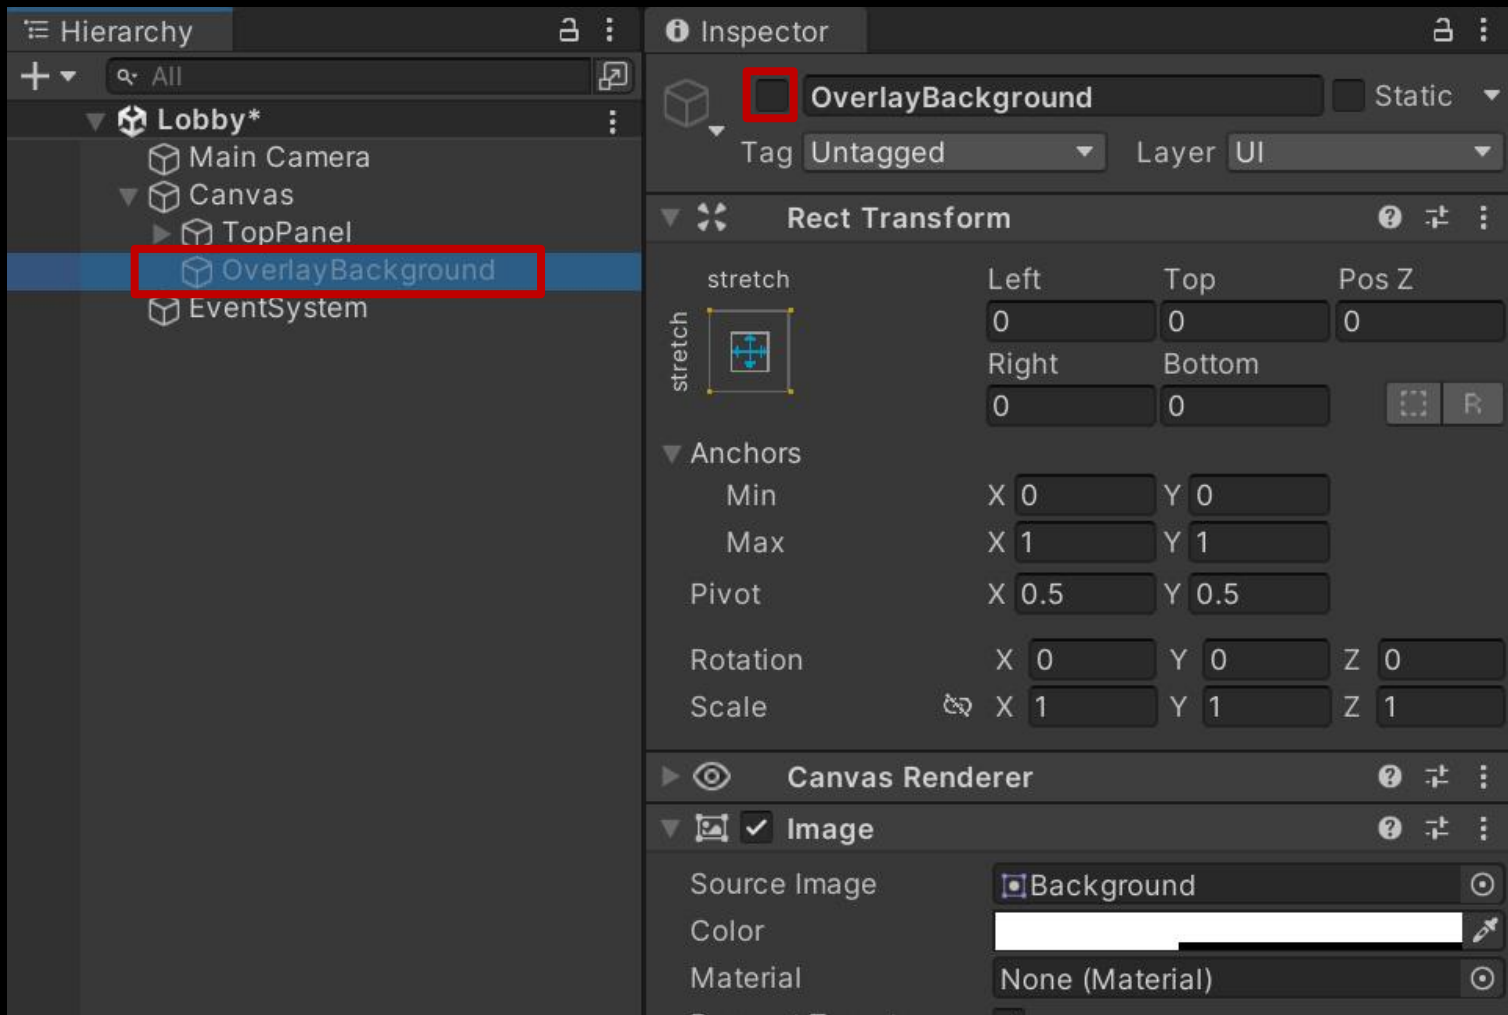 Hierarchy
All
Lobby*
Main Camera
Canvas
TopPanel
OverlayBackground
EventSystem
Inspector
OverlayBackground
Static
Tag Untagged Layer UI
Rect Transform
stretch
stretch
Left Top Pos Z
0 0 0
Right Bottom
0 0
R
Anchors
Min X 0 Y 0
Max X 1 Y 1
Pivot X 0.5 Y 0.5
Rotation X 0 Y 0 Z 0
Scale X 1 Y 1 Z 1
Canvas Renderer
Image
Source Image Background
Color
Material None (Material)